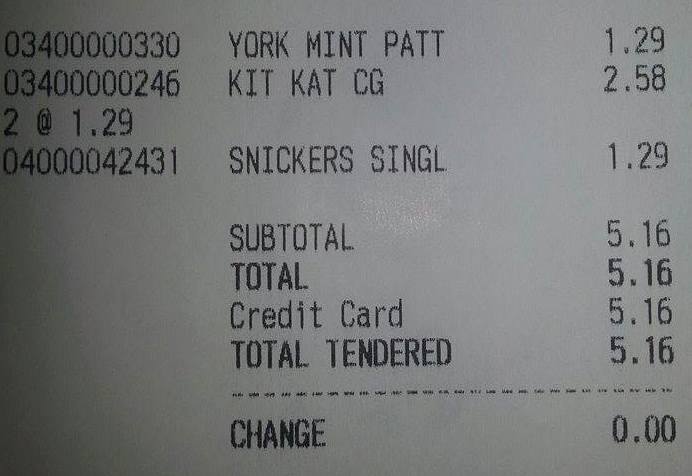 03400000330 YORK MINT PATT 1.29
03400000246 KIT KAT CG 2.58
2 @ 1.29
04000042431 SNICKERS SINGL 1.29
SUBTOTAL 5.16
TOTAL 5.16
Credit Card 5.16
TOTAL TENDERED 5.16
CHANGE 0.00